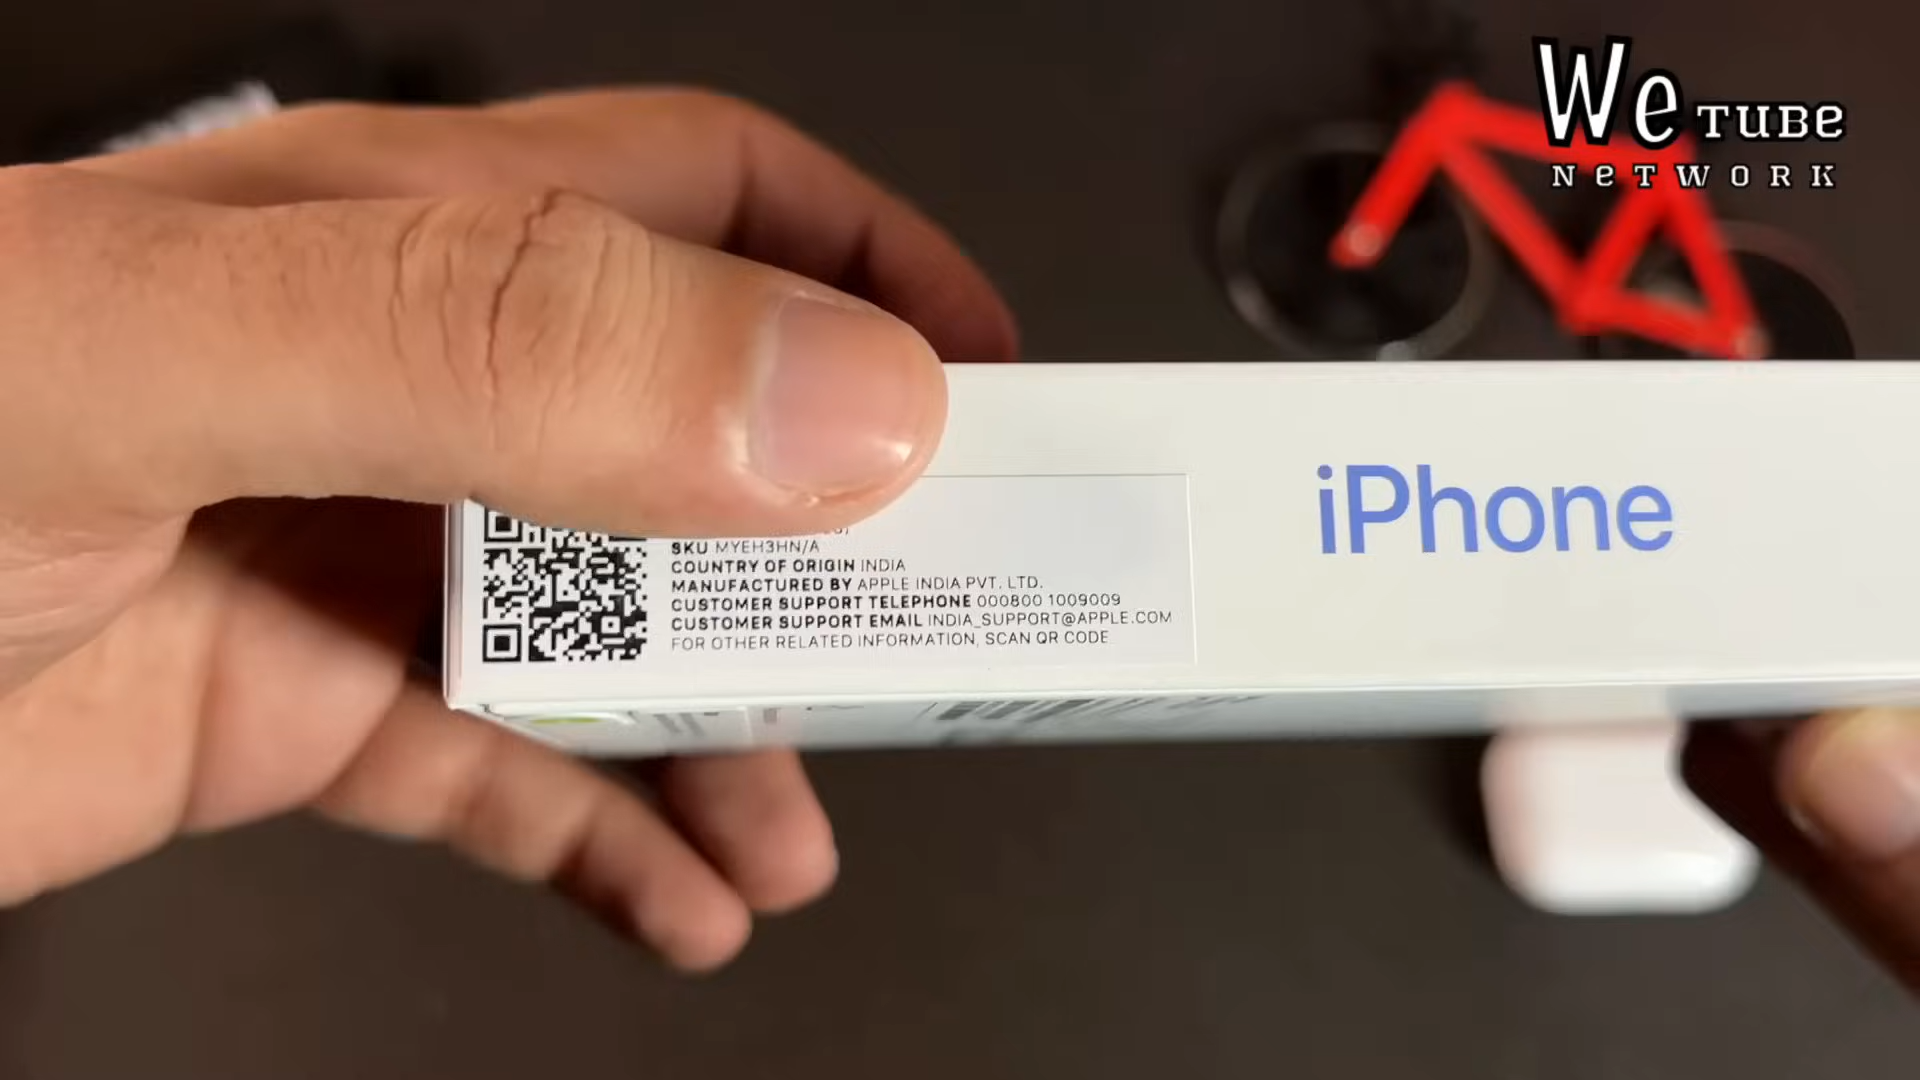 We TUBE
NETWORK
iPhone
SKU MYEH3HN/A
COUNTRY OF ORIGIN INDIA
MANUFACTURED BY APPLE INDIA PVT. LTD.
CUSTOMER SUPPORT TELEPHONE 000800 1009009
CUSTOMER SUPPORT EMAIL INDIA_SUPPORT@APPLE.COM
FOR OTHER RELATED INFORMATION, SCAN QR CODE